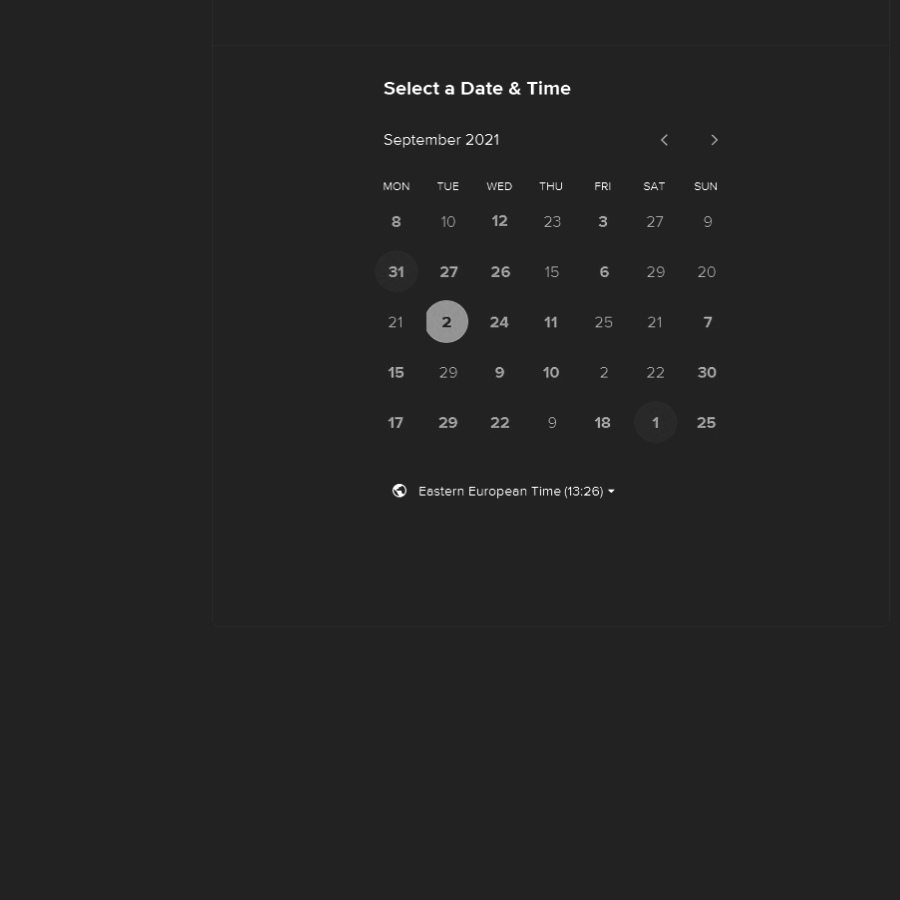 Select a Date & Time
September 2021
MON TUE WED THU FRI SAT SUN
8 10 12 23 3 27 9
31 27 26 15 6 29 20
21 2 24 11 25 21 7
15 29 9 10 2 22 30
17 29 22 9 18 1 25
Eastern European Time (13:26)